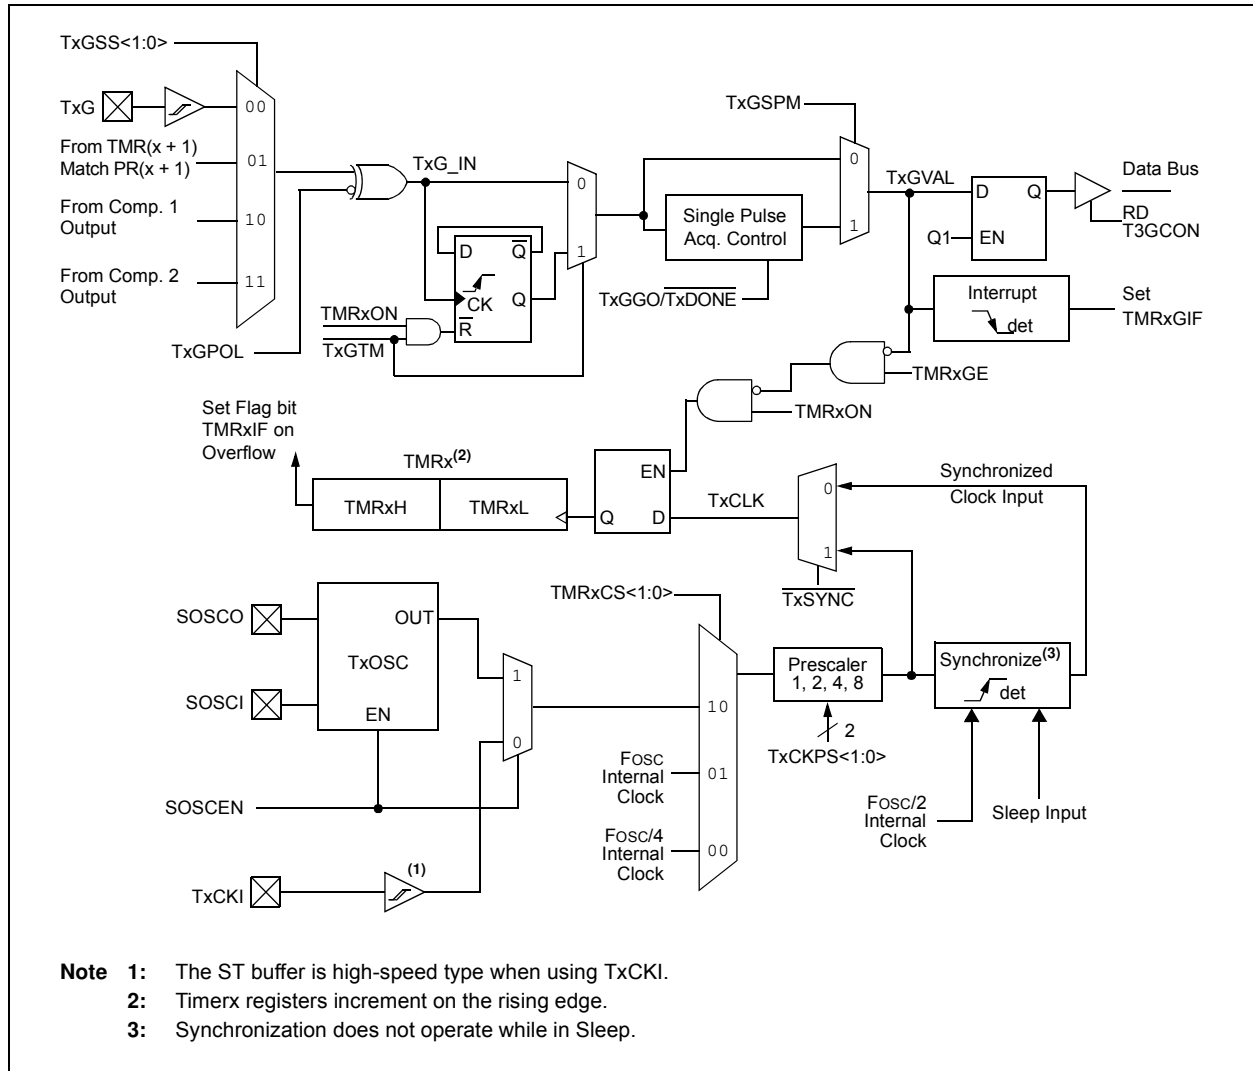 TxGSS<1:0>
TxG
00
From TMR(x + 1)
Match PR(x + 1)
01
From Comp. 1
Output
10
From Comp. 2
Output
11
TxGPOL
TxG_IN
0
1
D
Q
CK
Q
R
TMRxON
TxGTM
TxGSPM
0
1
Single Pulse
Acq. Control
TxGGO/TxDONE
TxGVAL
D
Q
Q1
EN
Data Bus
RD
T3GCON
Interrupt
det
Set
TMRxGIF
TMRxGE
TMRxON
Set Flag bit
TMRxIF on
Overflow
TMRx(2)
TMRxH
TMRxL
EN
Q
D
TxCLK
0
1
TxSYNC
Synchronized
Clock Input
SOSCO
SOSCI
OUT
TxOSC
EN
SOSCEN
1
0
TxCKI
(1)
TMRxCS<1:0>
10
FOSC
Internal
Clock
01
FOSC/4
Internal
Clock
00
Prescaler
1, 2, 4, 8
2
TxCKPS<1:0>
Synchronize(3)
det
FOSC/2
Internal
Clock
Sleep Input
Note 1: The ST buffer is high-speed type when using TxCKI.
2: Timerx registers increment on the rising edge.
3: Synchronization does not operate while in Sleep.